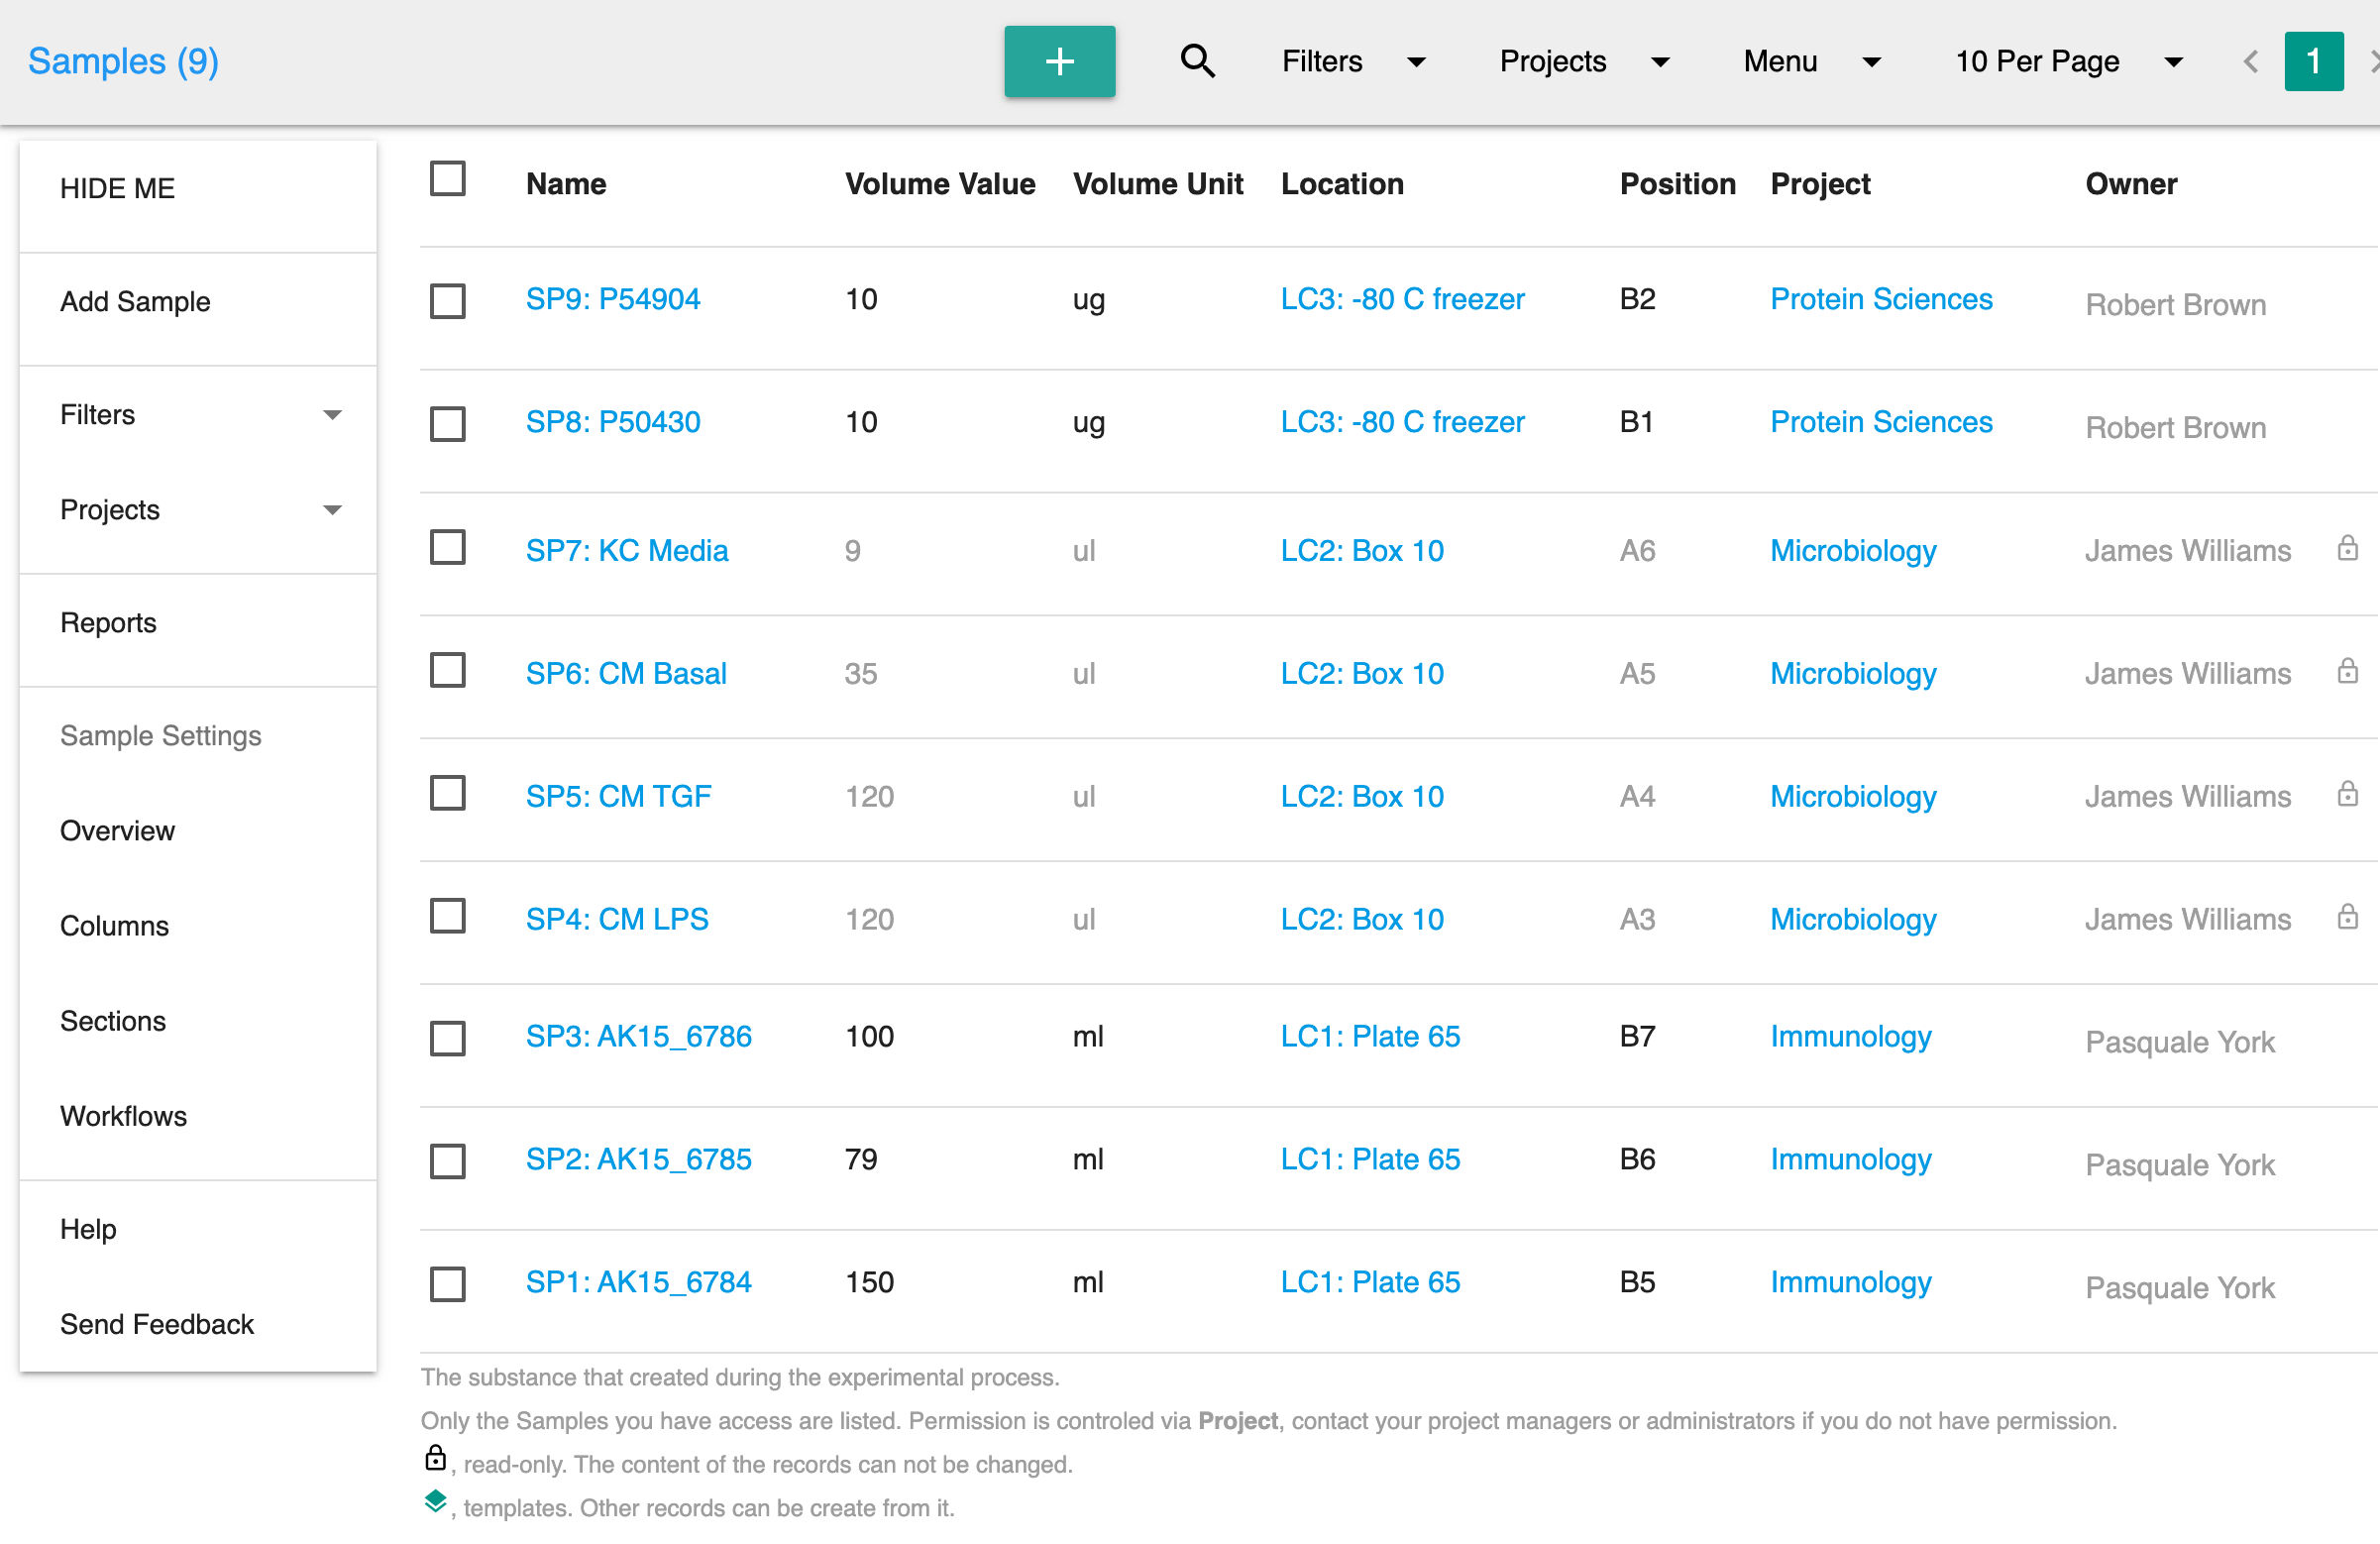 Samples (9)
+
Filters
Projects
Menu
10 Per Page
1
HIDE ME
Add Sample
Filters
Projects
Reports
Sample Settings
Overview
Columns
Sections
Workflows
Help
Send Feedback
Name Volume Value Volume Unit Location Position Project Owner
SP9: P54904 10 ug LC3: -80 C freezer B2 Protein Sciences Robert Brown
SP8: P50430 10 ug LC3: -80 C freezer B1 Protein Sciences Robert Brown
SP7: KC Media 9 ul LC2: Box 10 A6 Microbiology James Williams
SP6: CM Basal 35 ul LC2: Box 10 A5 Microbiology James Williams
SP5: CM TGF 120 ul LC2: Box 10 A4 Microbiology James Williams
SP4: CM LPS 120 ul LC2: Box 10 A3 Microbiology James Williams
SP3: AK15_6786 100 ml LC1: Plate 65 B7 Immunology Pasquale York
SP2: AK15_6785 79 ml LC1: Plate 65 B6 Immunology Pasquale York
SP1: AK15_6784 150 ml LC1: Plate 65 B5 Immunology Pasquale York
The substance that created during the experimental process.
Only the Samples you have access are listed. Permission is controled via Project, contact your project managers or administrators if you do not have permission.
, read-only. The content of the records can not be changed.
, templates. Other records can be create from it.